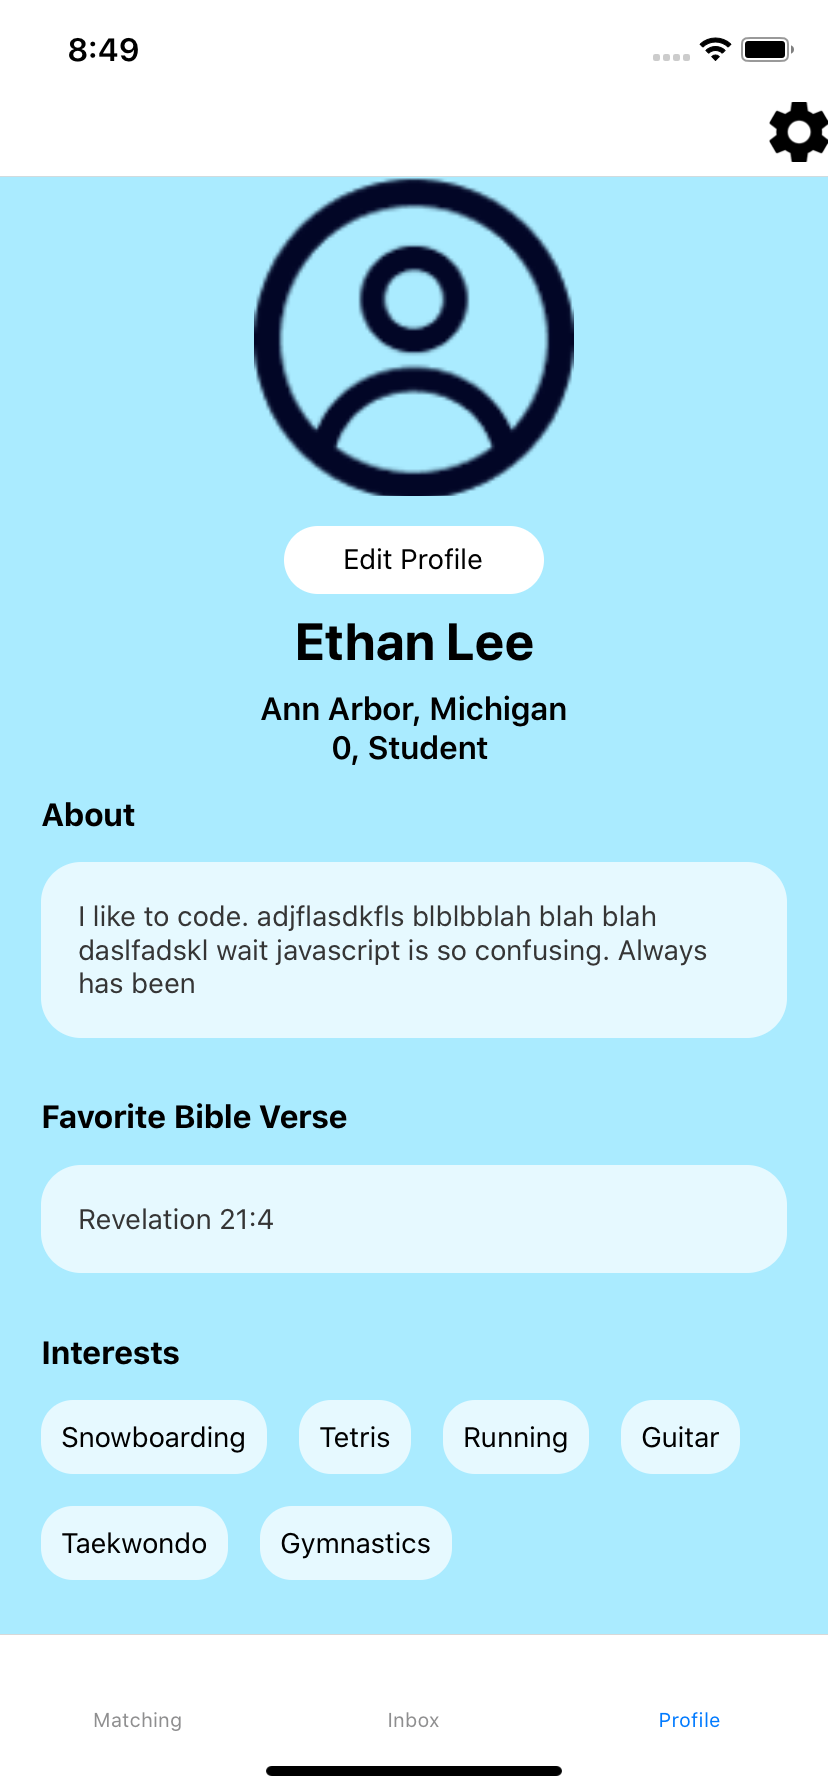 8:49
Edit Profile
Ethan Lee
Ann Arbor, Michigan
0, Student
About
I like to code. adjflasdkfls blblbblah blah blah
daslfadskl wait javascript is so confusing. Always
has been
Favorite Bible Verse
Revelation 21:4
Interests
Snowboarding Tetris Running Guitar
Taekwondo Gymnastics
Matching Inbox Profile